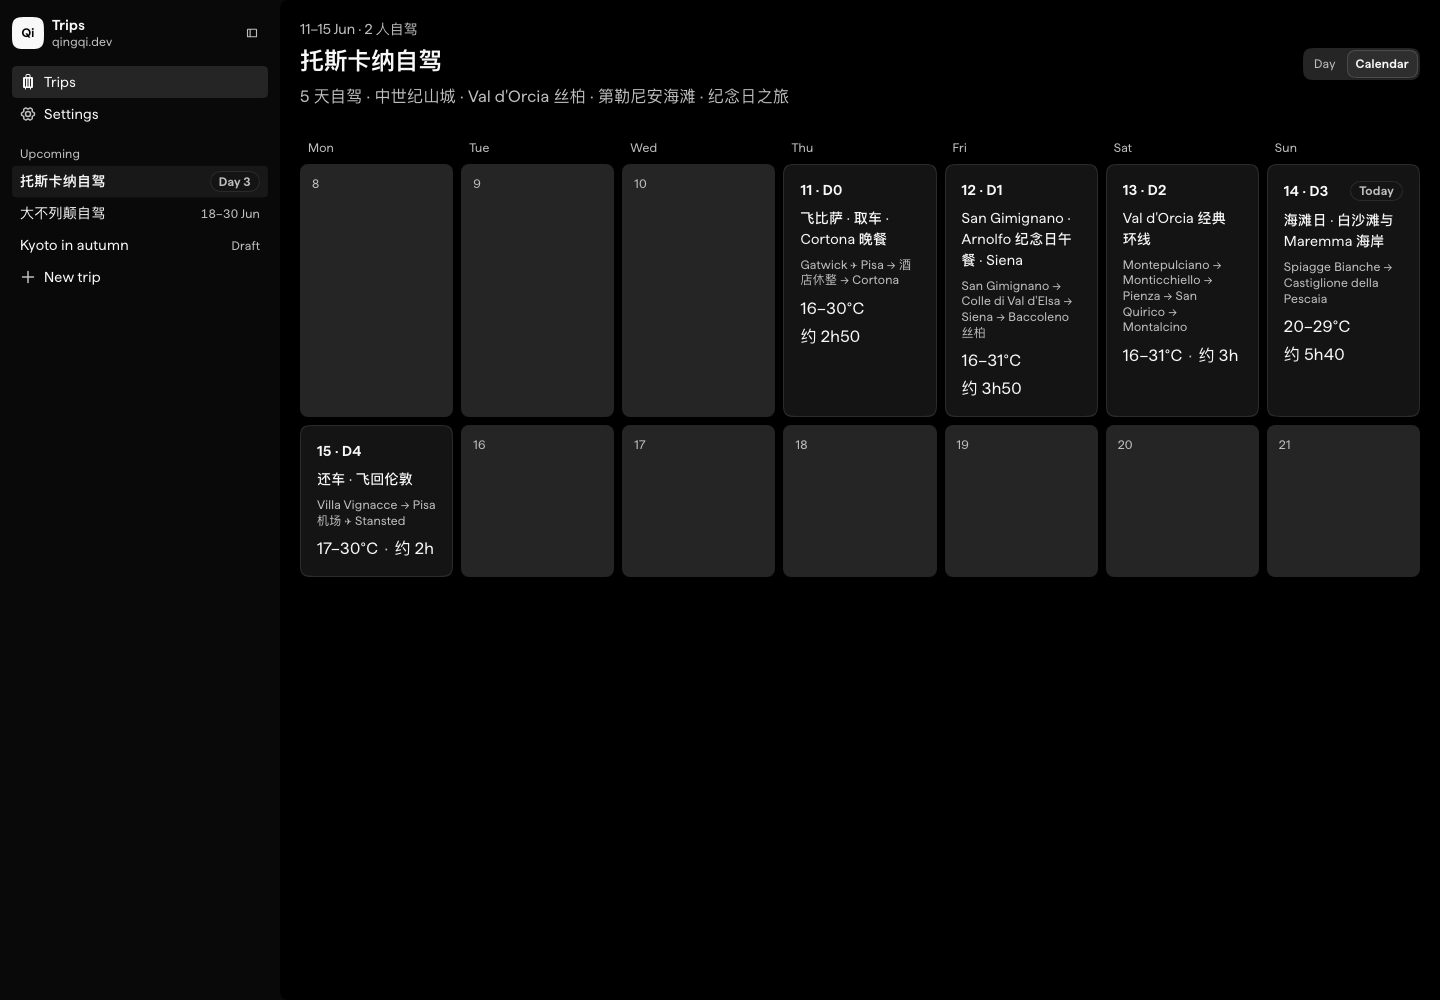 Qi
Trips
qingqi.dev
Trips
Settings
Upcoming
托斯卡纳自驾 Day 3
大不列颠自驾 18–30 Jun
Kyoto in autumn Draft
New trip
11–15 Jun · 2 人自驾
托斯卡纳自驾
5 天自驾 · 中世纪山城 · Val d'Orcia 丝柏 · 第勒尼安海滩 · 纪念日之旅
Day Calendar
Mon Tue Wed Thu Fri Sat Sun
8
9
10
11 · D0
飞比萨 · 取车 ·
Cortona 晚餐
Gatwick ✈ Pisa → 酒
店休整 → Cortona
16–30°C
约 2h50
12 · D1
San Gimignano ·
Arnolfo 纪念日午
餐 · Siena
San Gimignano →
Colle di Val d'Elsa →
Siena → Baccoleno
丝柏
16–31°C
约 3h50
13 · D2
Val d'Orcia 经典
环线
Montepulciano →
Monticchiello →
Pienza → San
Quirico →
Montalcino
16–31°C · 约 3h
14 · D3 Today
海滩日 · 白沙滩与
Maremma 海岸
Spiagge Bianche →
Castiglione della
Pescaia
20–29°C
约 5h40
15 · D4
还车 · 飞回伦敦
Villa Vignacce → Pisa
机场 ✈ Stansted
17–30°C · 约 2h
16
17
18
19
20
21